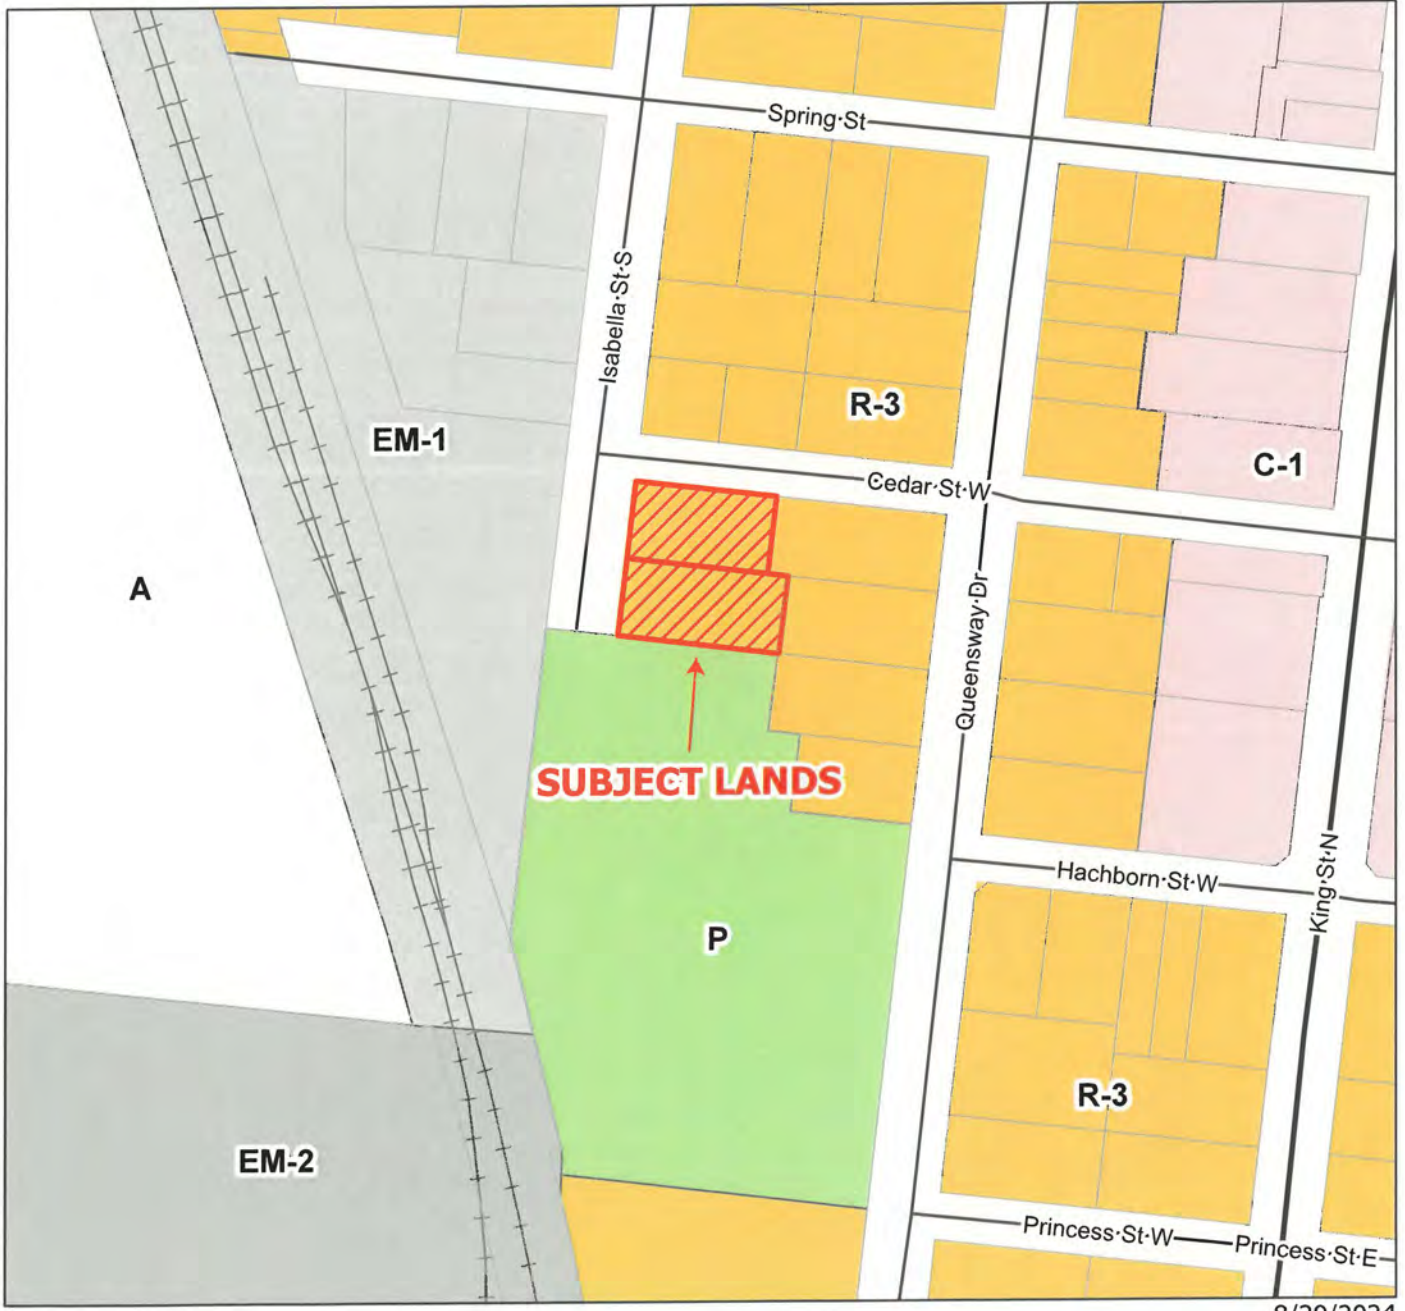 Spring St
Isabella St S
R-3
EM-1
C-1
Cedar St W
A
Queensway Dr
SUBJECT LANDS
Hachborn St W
King St N
P
R-3
EM-2
Princess St W
Princess St E